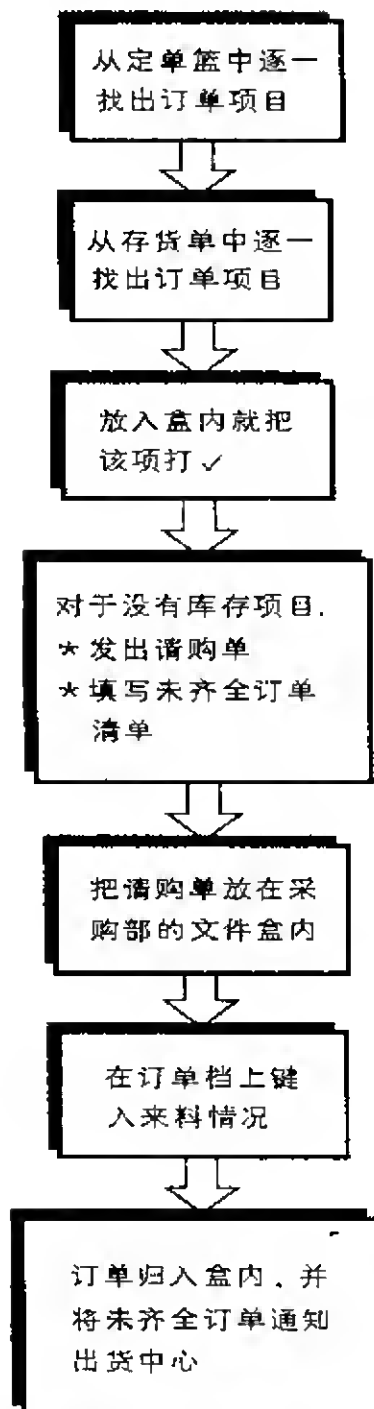 从定单篮中逐一
找出订单项目
从存货单中逐一
找出订单项目
放入盒内就把
该项打✓
对于没有库存项目.
*发出请购单
*填写未齐全订单
清单
把请购单放在采
购部的文件盒内
在订单档上键
入来料情况
订单归入盒内、并
将未齐全订单通知
出货中心